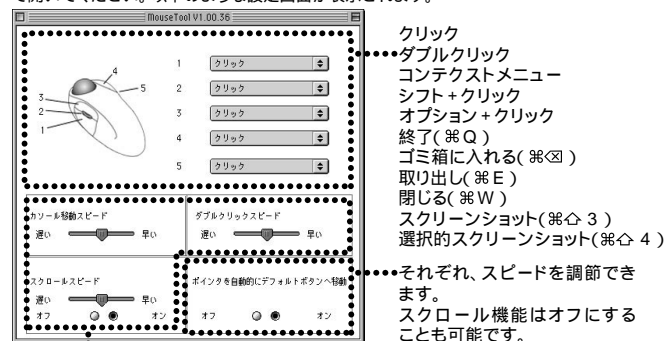 て開いてください。以下のような設定画面が表示されます。
MouseTool V1.00.36
4
5
3
2
1
1 クリック
2 クリック
3 クリック
4 クリック
5 クリック
カソール移動スピード
遅い 早い
ダブルクリックスピード
遅い 早い
スクロールスピード
遅い 早い
オフ オン
ポインタを自動的にデフォルトボタンへ移動
オフ オン
クリック
ダブルクリック
コンテクストメニュー
シフト+クリック
オプション+クリック
終了(⌘Q)
ゴミ箱に入れる(⌘⌫)
取り出し(⌘E)
閉じる(⌘W)
スクリーンショット(⌘⇧3)
選択的スクリーンショット(⌘⇧4)
それぞれ、スピードを調節でき
ます。
スクロール機能はオフにする
ことも可能です。